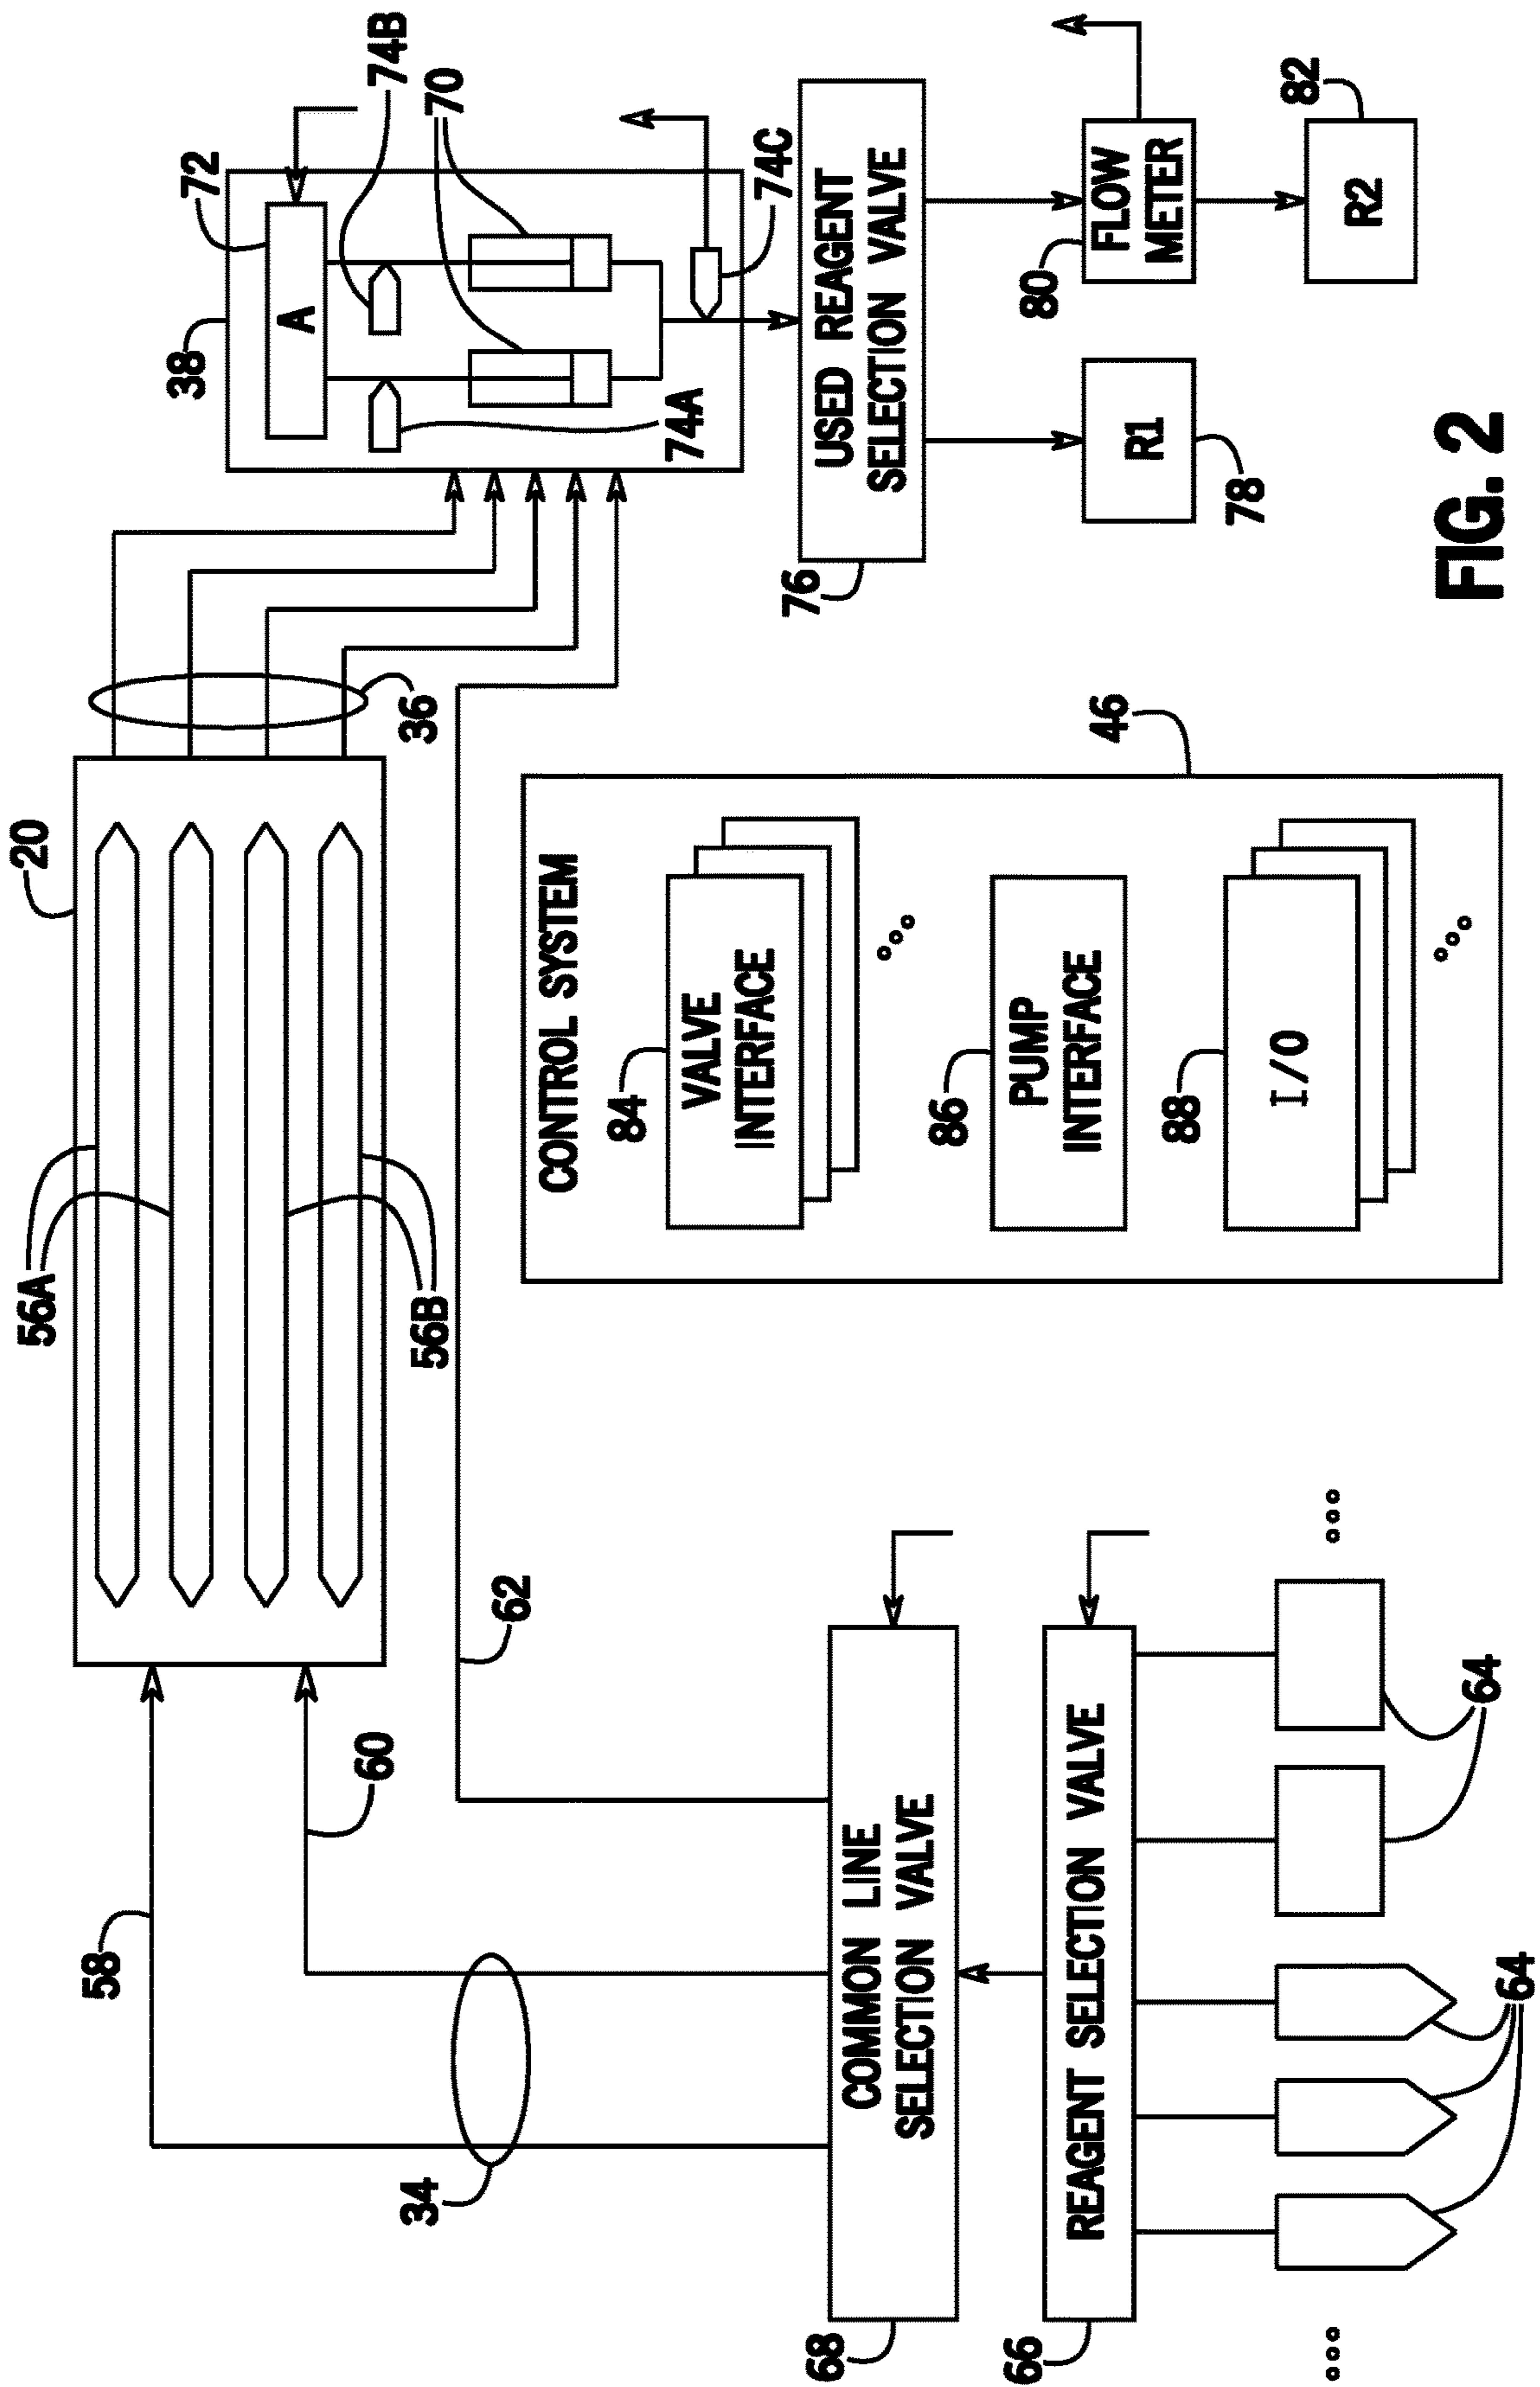 20
56A
56B
58
60
34
62
36
38
72
A
74B
70
74A
74C
USED REAGENT
SELECTION VALVE
76
R1
78
FLOW
METER
80
R2
82
CONTROL SYSTEM
46
VALVE
INTERFACE
84
PUMP
INTERFACE
86
I/O
88
COMMON LINE
SELECTION VALVE
68
REAGENT SELECTION VALVE
66
64
64
FIG. 2